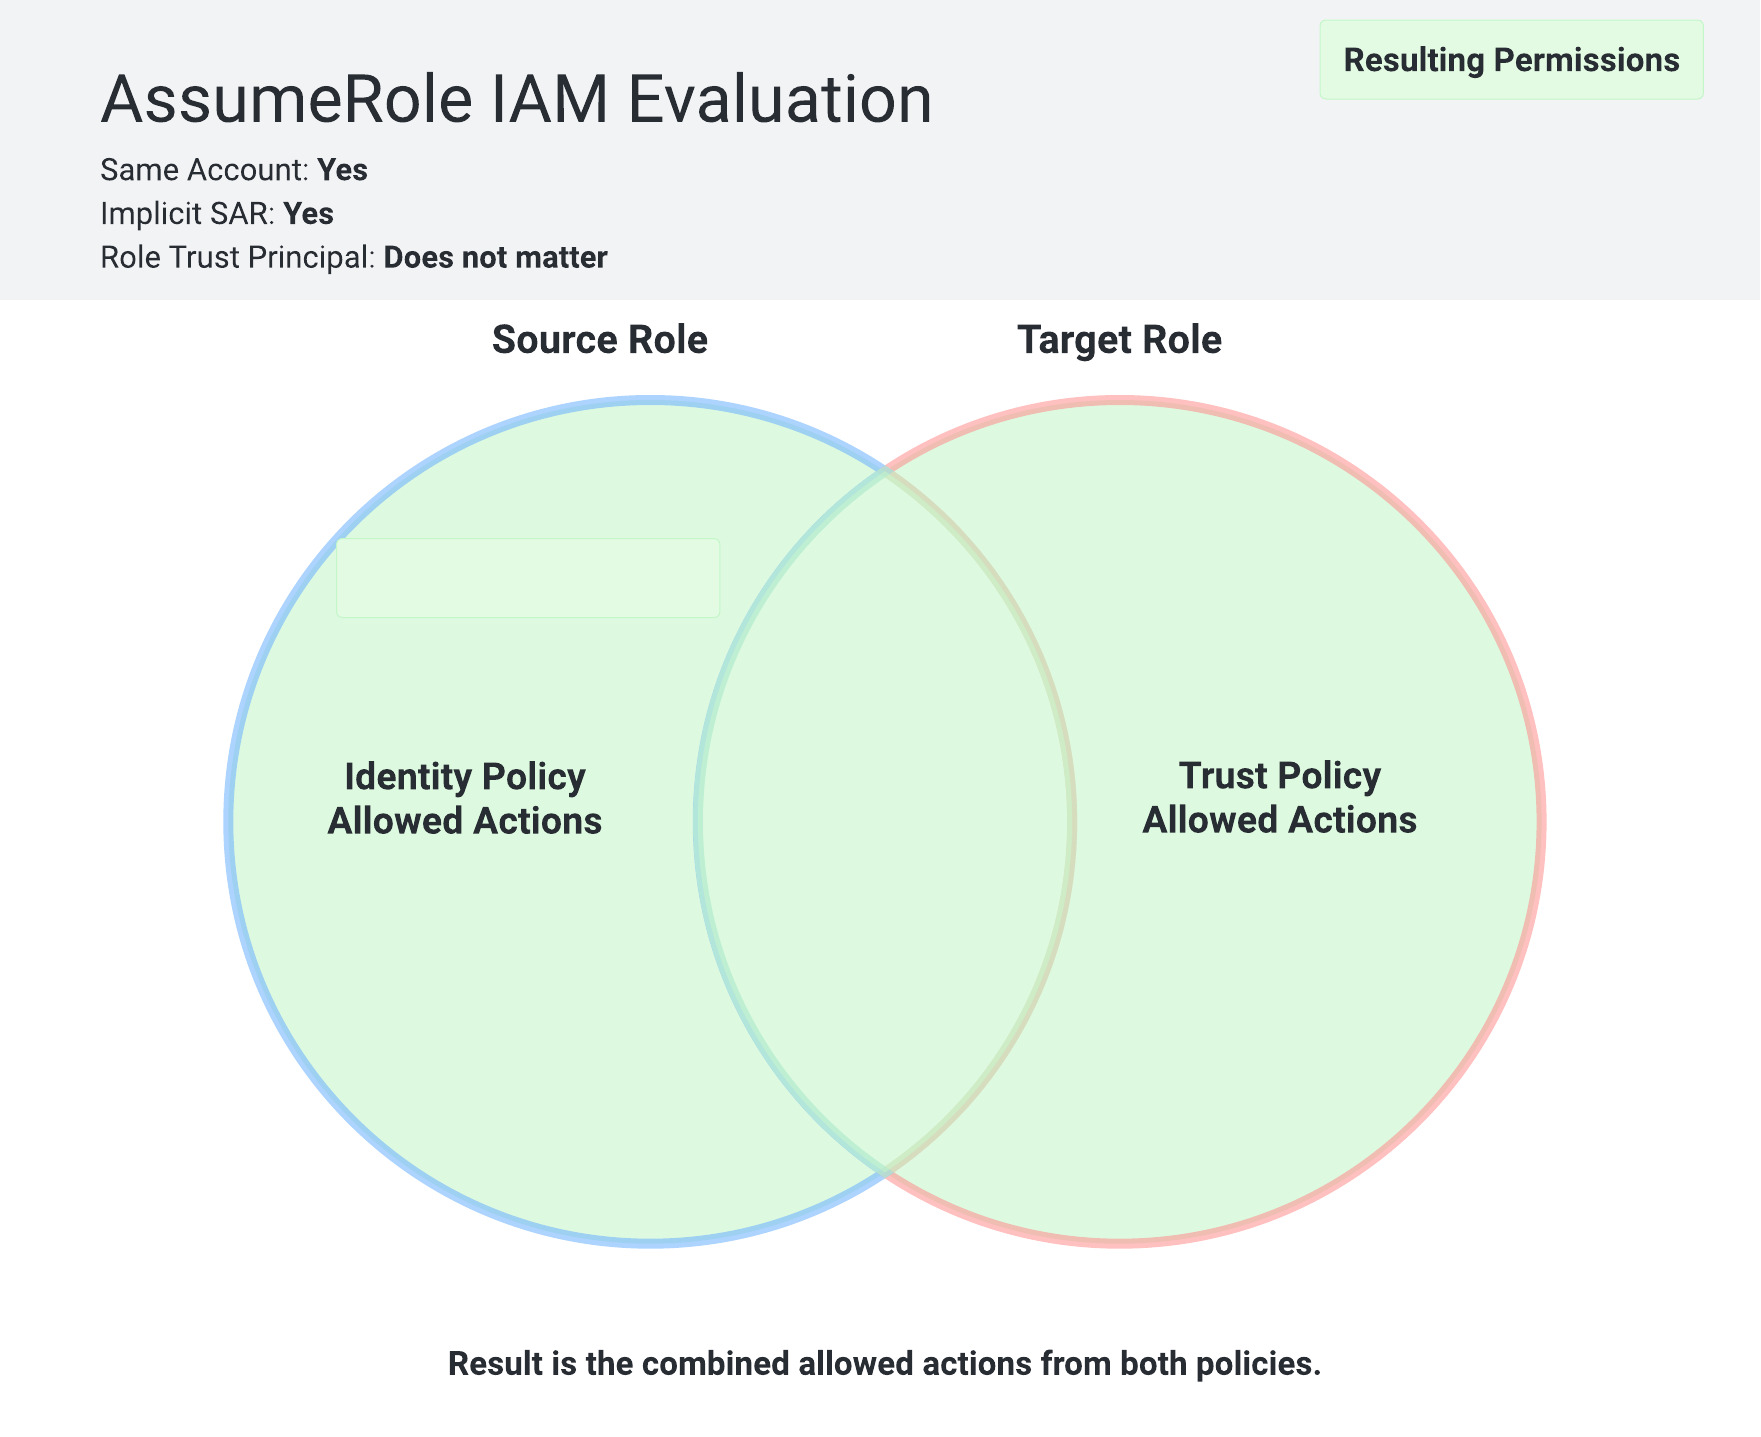 Resulting Permissions
AssumeRole IAM Evaluation
Same Account: Yes
Implicit SAR: Yes
Role Trust Principal: Does not matter
Source Role
Target Role
Identity Policy
Allowed Actions
Trust Policy
Allowed Actions
Result is the combined allowed actions from both policies.